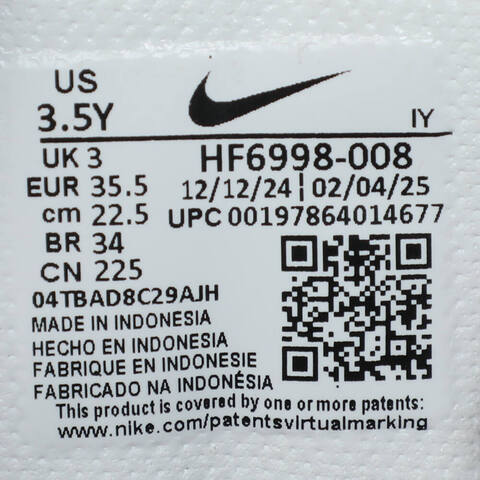 US
3.5Y
IY
UK 3
HF6998-008
EUR 35.5
12/12/24 | 02/04/25
cm 22.5
UPC 00197864014677
BR 34
CN 225
04TBAD8C29AJH
MADE IN INDONESIA
HECHO EN INDONESIA
FABRIQUE EN INDONESIE
FABRICADO NA INDONÉSIA
This product is covered by one or more patents:
www.nike.com/patentsvirtualmarking